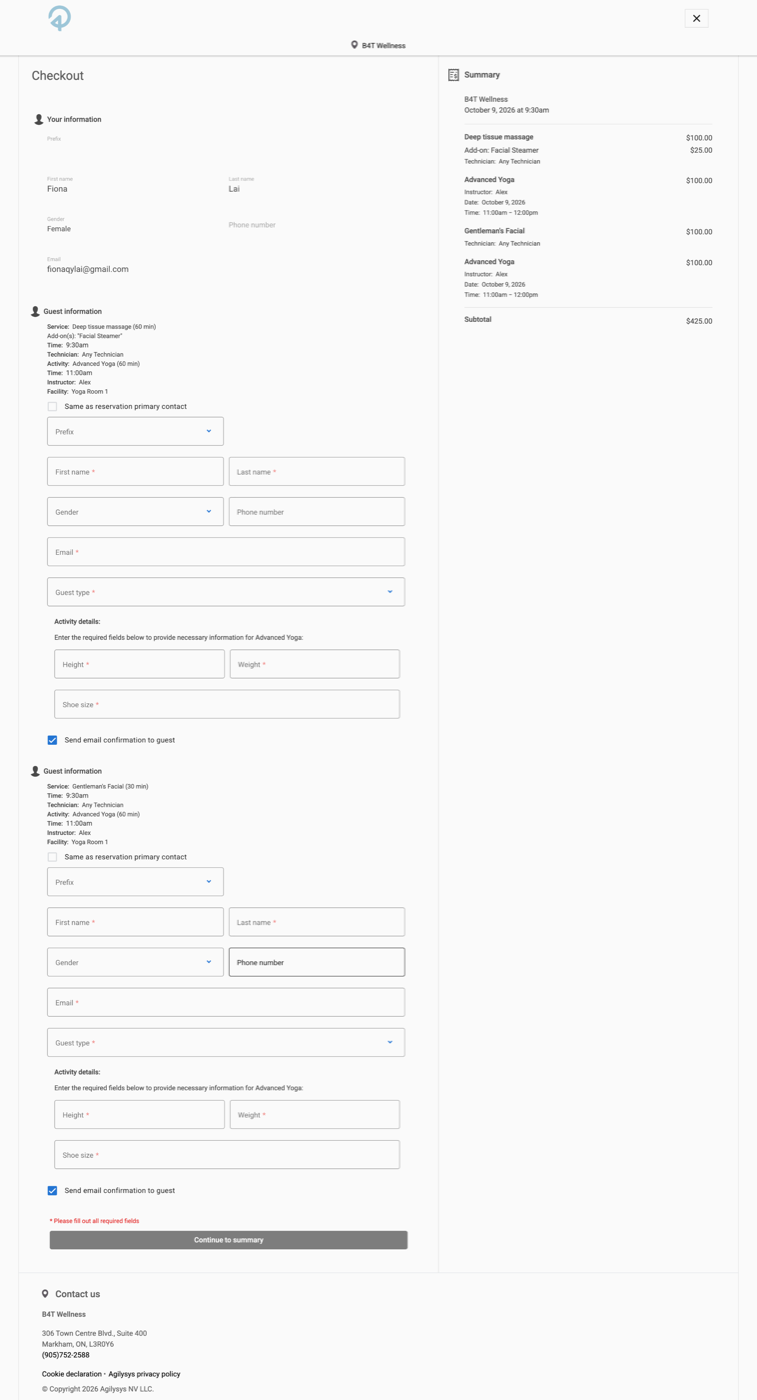 B4T Wellness
Checkout
Your information
Prefix
First name
Fiona
Last name
Lai
Gender
Female
Phone number
Email
fionaqylai@gmail.com
Guest information
Service: Deep tissue massage (60 min)
Add-on(s): "Facial Steamer"
Time: 9:30am
Technician: Any Technician
Activity: Advanced Yoga (60 min)
Time: 11:00am
Instructor: Alex
Facility: Yoga Room 1
Same as reservation primary contact
Prefix
First name *
Last name *
Gender
Phone number
Email *
Guest type *
Activity details:
Enter the required fields below to provide necessary information for Advanced Yoga:
Height *
Weight *
Shoe size *
Send email confirmation to guest
Guest information
Service: Gentleman's Facial (30 min)
Time: 9:30am
Technician: Any Technician
Activity: Advanced Yoga (60 min)
Time: 11:00am
Instructor: Alex
Facility: Yoga Room 1
Same as reservation primary contact
Prefix
First name *
Last name *
Gender
Phone number
Email *
Guest type *
Activity details:
Enter the required fields below to provide necessary information for Advanced Yoga:
Height *
Weight *
Shoe size *
Send email confirmation to guest
* Please fill out all required fields
Continue to summary
Summary
B4T Wellness
October 9, 2026 at 9:30am
Deep tissue massage $100.00
Add-on: Facial Steamer $25.00
Technician: Any Technician
Advanced Yoga $100.00
Instructor: Alex
Date: October 9, 2026
Time: 11:00am – 12:00pm
Gentleman's Facial $100.00
Technician: Any Technician
Advanced Yoga $100.00
Instructor: Alex
Date: October 9, 2026
Time: 11:00am – 12:00pm
Subtotal $425.00
Contact us
B4T Wellness
306 Town Centre Blvd., Suite 400
Markham, ON, L3R0Y6
(905)752-2588
Cookie declaration · Agilysys privacy policy
© Copyright 2026 Agilysys NV LLC.